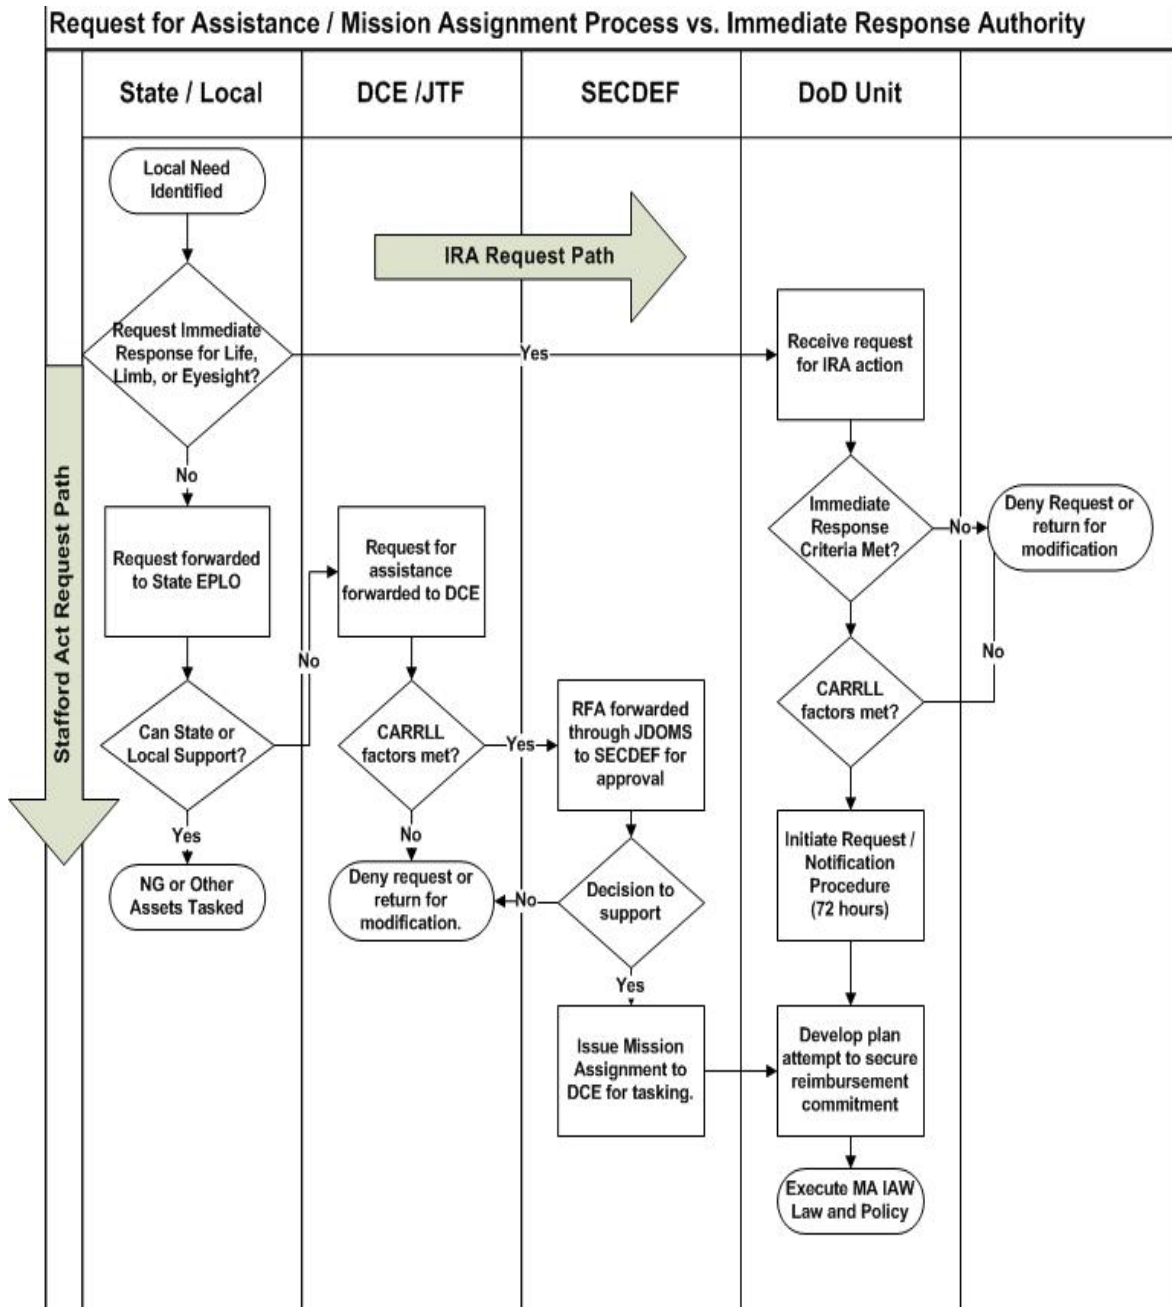 Request for Assistance / Mission Assignment Process vs. Immediate Response Authority
State / Local
DCE /JTF
SECDEF
DoD Unit
Local Need
Identified
IRA Request Path
Request Immediate
Response for Life,
Limb, or Eyesight?
Yes
Receive request
for IRA action
Stafford Act Request Path
No
Immediate
Response
Criteria Met?
No
Deny Request or
return for
modification
Request forwarded
to State EPLO
Request for
assistance
forwarded to DCE
No
No
Can State or
Local Support?
CARRLL
factors met?
Yes
RFA forwarded
through JDOMS
to SECDEF for
approval
CARRLL
factors met?
Yes
No
NG or Other
Assets Tasked
Deny request or
return for
modification.
No
Decision to
support
Initiate Request /
Notification
Procedure
(72 hours)
Yes
Issue Mission
Assignment to
DCE for tasking.
Develop plan
attempt to secure
reimbursement
commitment
Execute MA IAW
Law and Policy